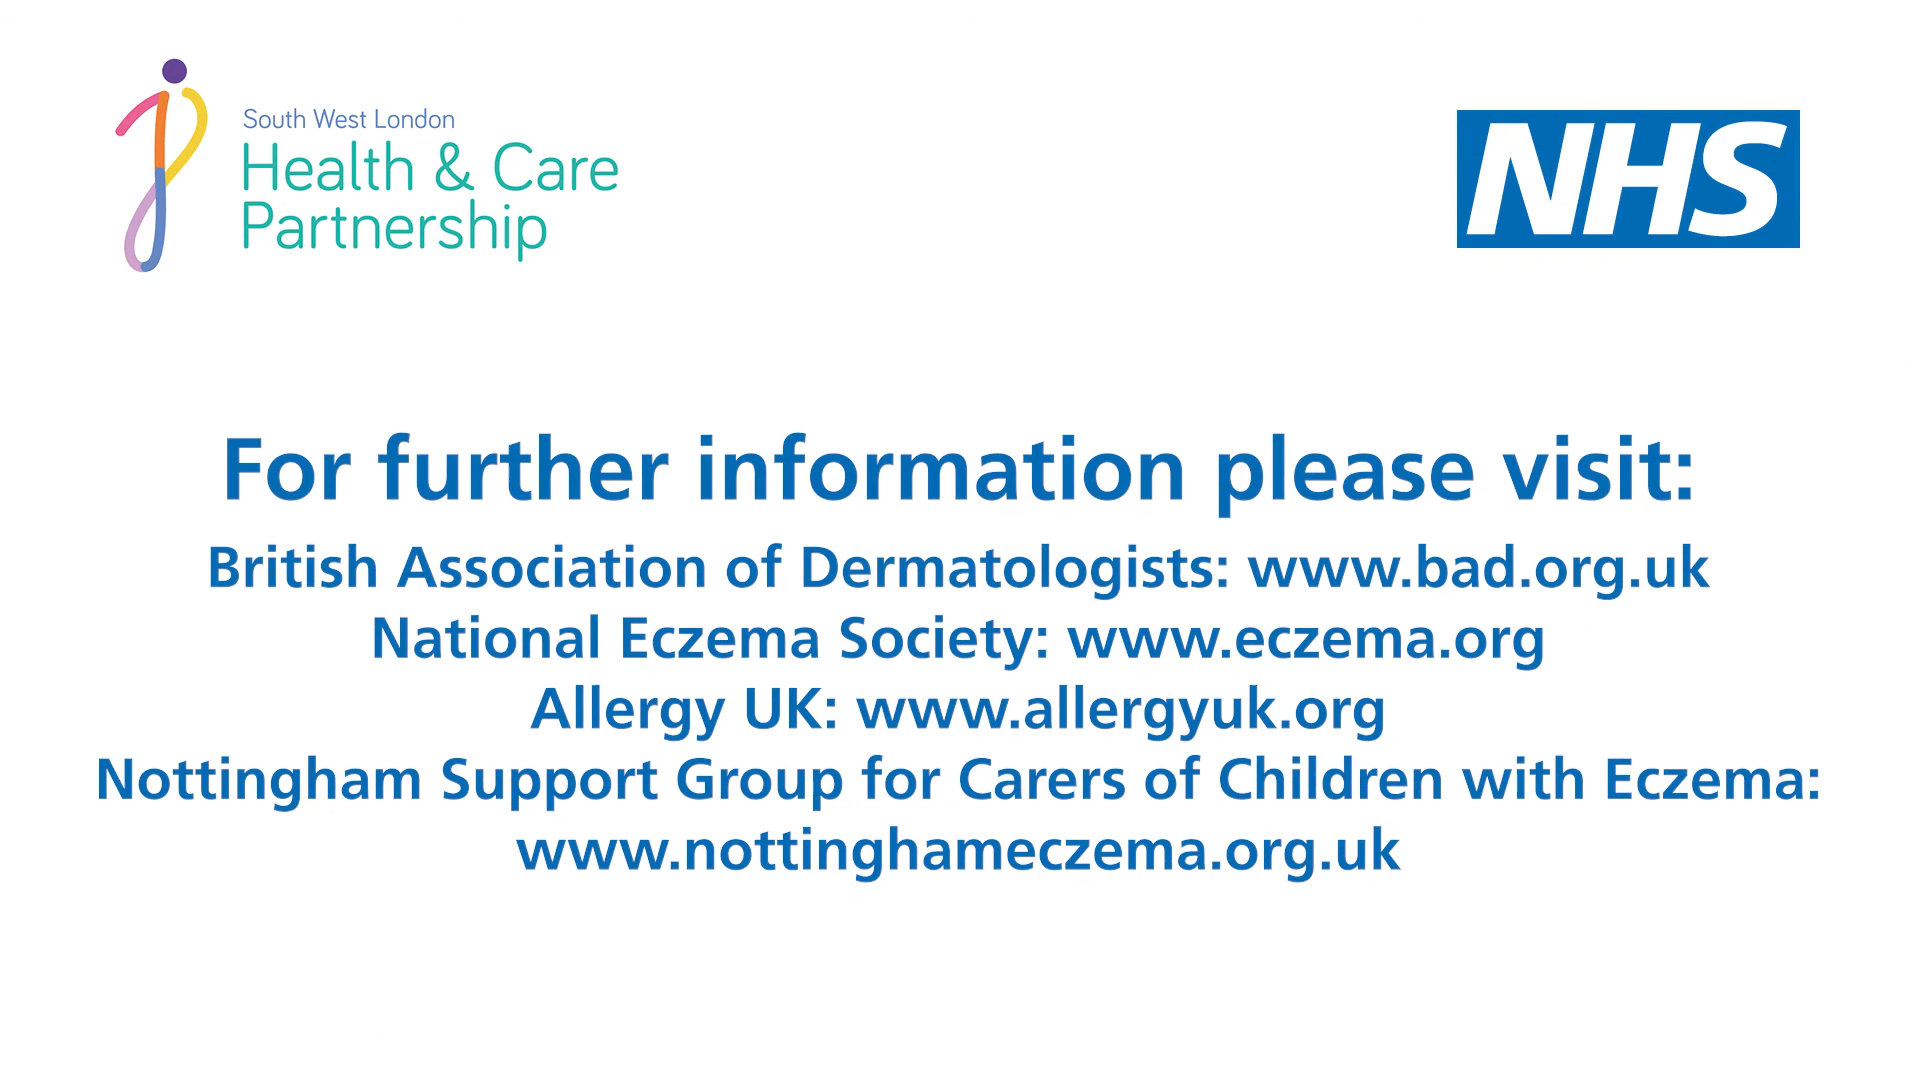 South West London
Health & Care
Partnership
NHS
For further information please visit:
British Association of Dermatologists: www.bad.org.uk
National Eczema Society: www.eczema.org
Allergy UK: www.allergyuk.org
Nottingham Support Group for Carers of Children with Eczema:
www.nottinghameczema.org.uk